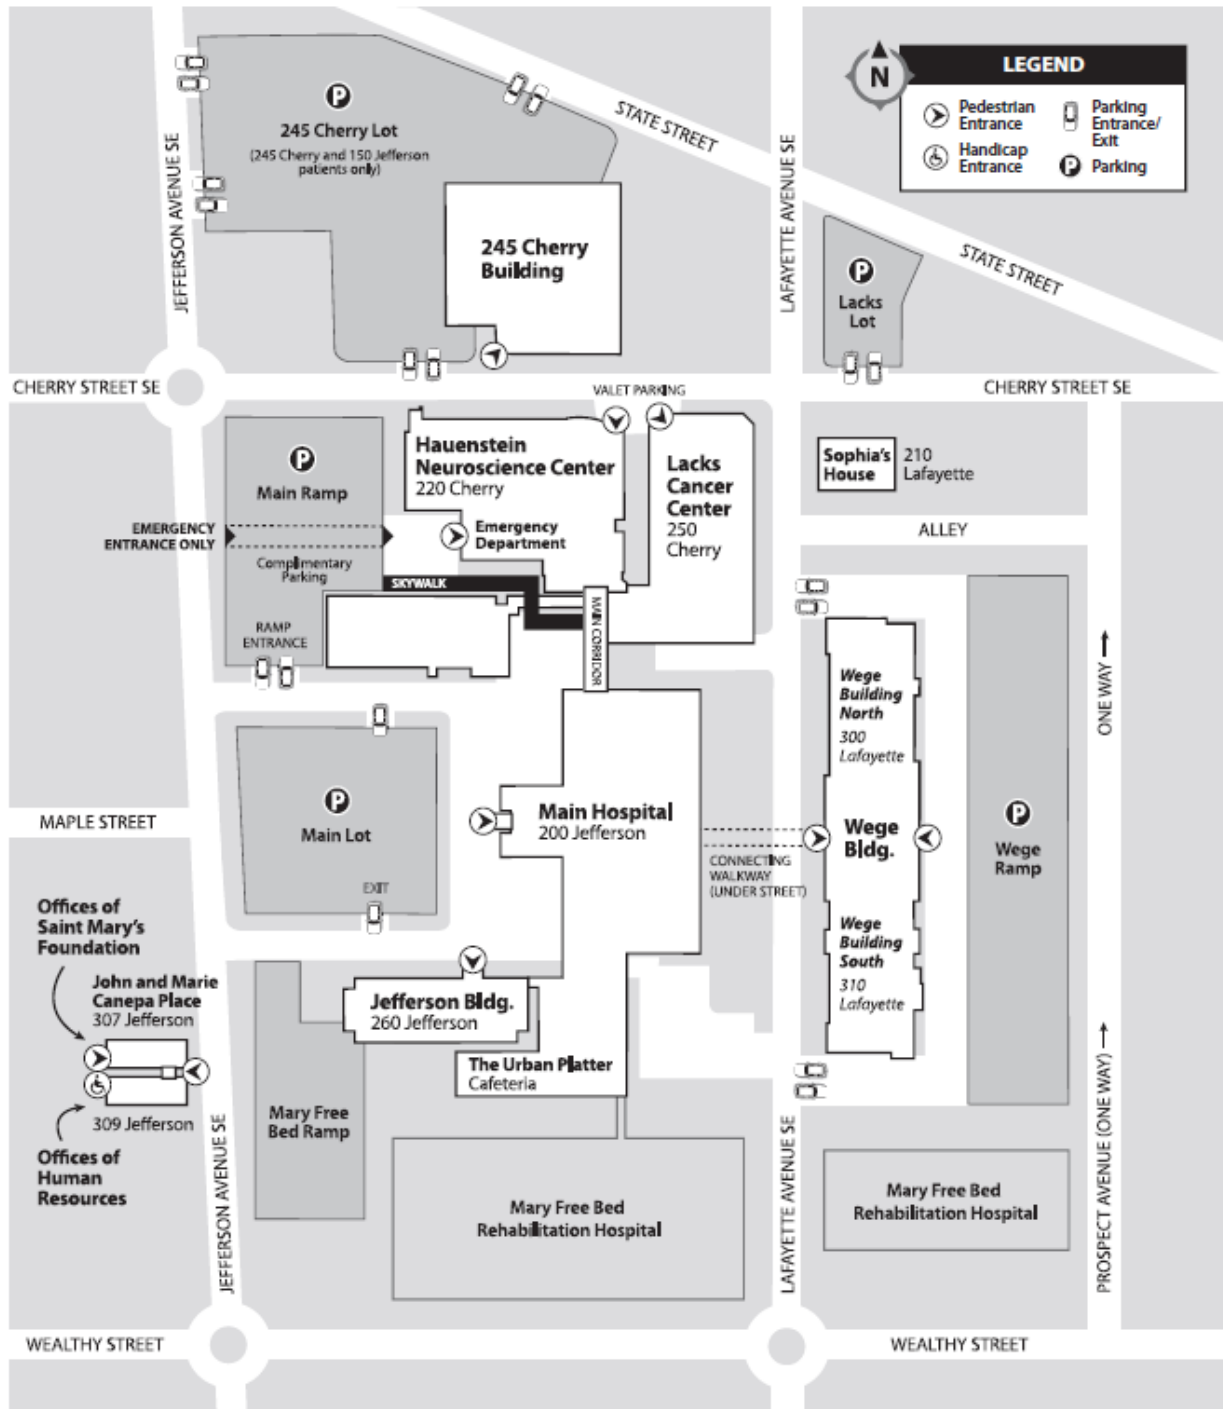 N
LEGEND
Pedestrian
Entrance
Handicap
Entrance
Parking
Entrance/
Exit
P Parking
P
245 Cherry Lot
(245 Cherry and 150 Jefferson
patients only)
JEFFERSON AVENUE SE
STATE STREET
LAFAYETTE AVENUE SE
STATE STREET
245 Cherry
Building
P
Lacks
Lot
CHERRY STREET SE
VALET PARKING
CHERRY STREET SE
P
Main Ramp
Hauenstein
Neuroscience Center
220 Cherry
Lacks
Cancer
Center
250
Cherry
Sophia's
House
210
Lafayette
EMERGENCY
ENTRANCE ONLY
Emergency
Department
ALLEY
Complimentary
Parking
SKYWALK
MAIN CORRIDOR
RAMP
ENTRANCE
Wege
Building
North
300
Lafayette
ONE WAY
P
Main Lot
MAPLE STREET
Main Hospital
200 Jefferson
Wege
Bldg.
P
Wege
Ramp
CONNECTING
WALKWAY
(UNDER STREET)
EXIT
Offices of
Saint Mary's
Foundation
John and Marie
Canepa Place
307 Jefferson
309 Jefferson
Offices of
Human
Resources
Jefferson Bldg.
260 Jefferson
Wege
Building
South
310
Lafayette
The Urban Platter
Cafeteria
Mary Free
Bed Ramp
JEFFERSON AVENUE SE
Mary Free Bed
Rehabilitation Hospital
LAFAYETTE AVENUE SE
Mary Free Bed
Rehabilitation Hospital
PROSPECT AVENUE (ONE WAY)
WEALTHY STREET
WEALTHY STREET